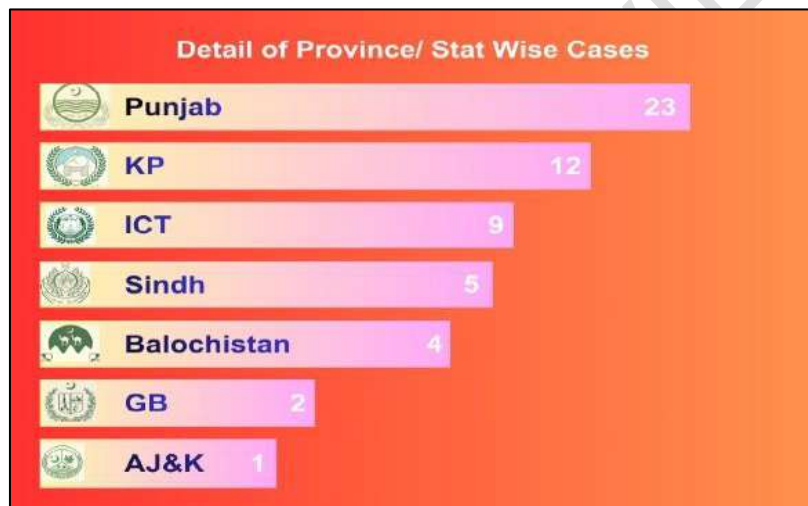 Detail of Province/ Stat Wise Cases
Punjab 23
KP 12
ICT 9
Sindh 5
Balochistan 4
GB 2
AJ&K 1